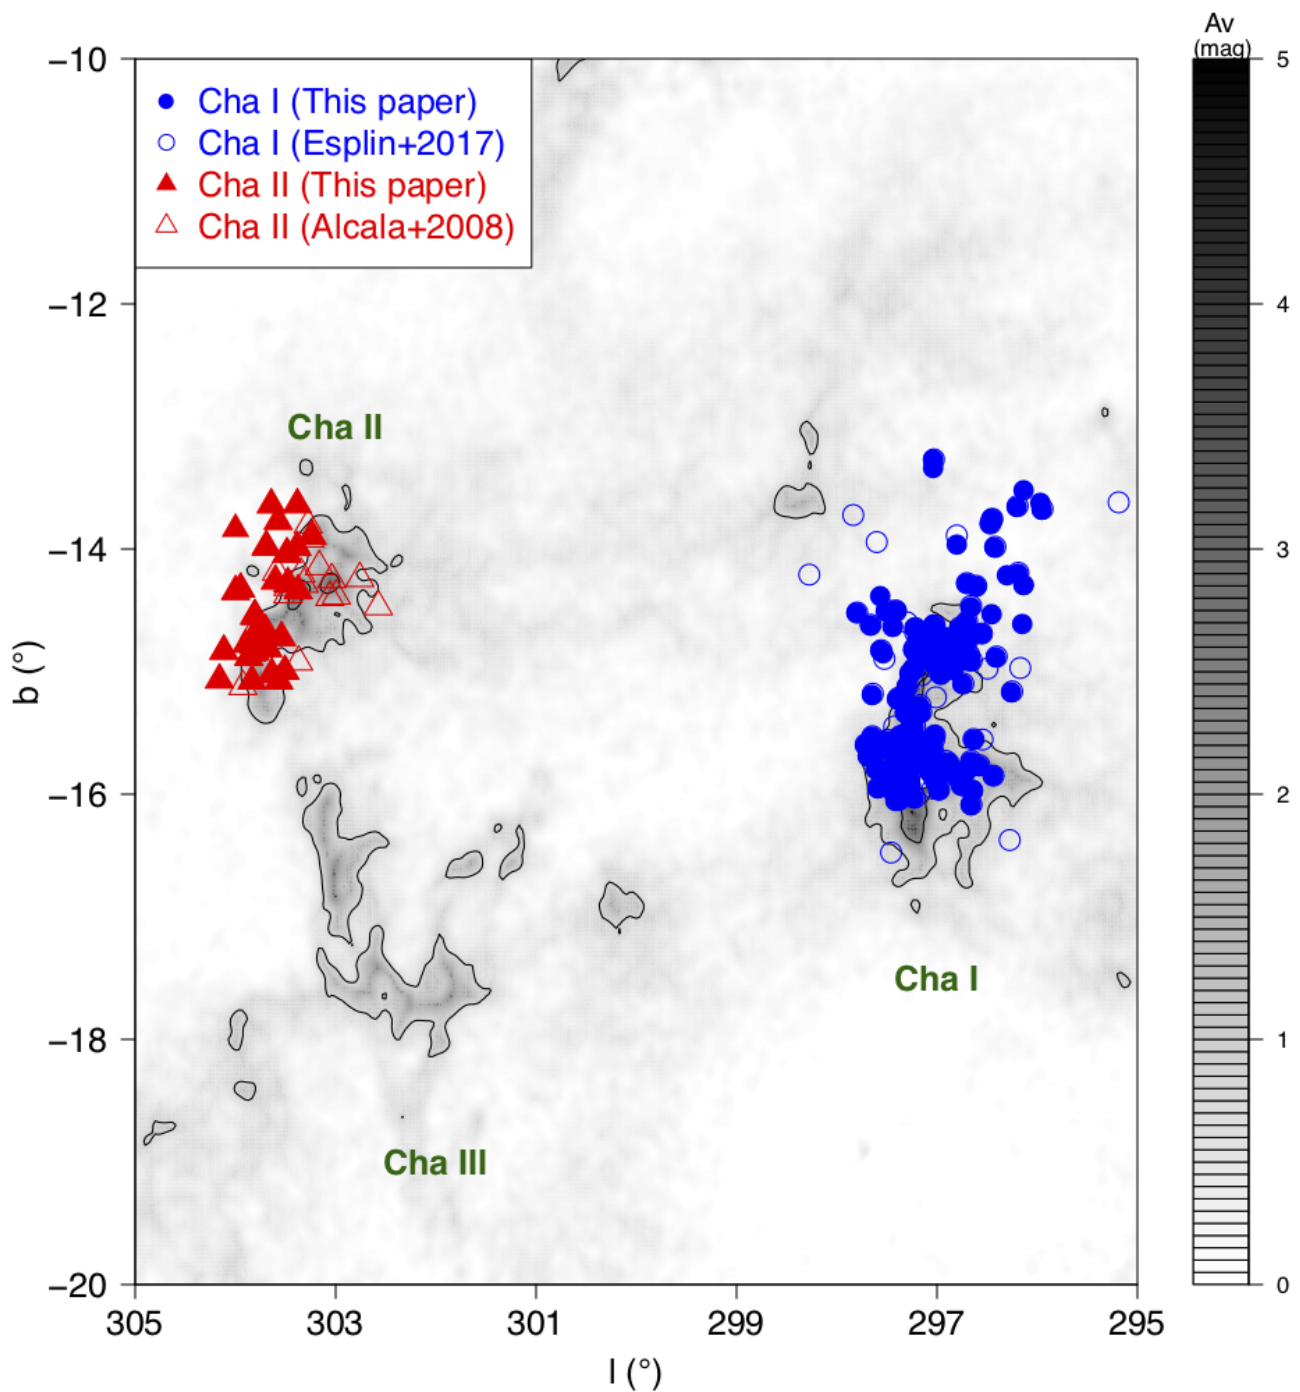 Av
(mag)
Cha I (This paper)
Cha I (Esplin+2017)
Cha II (This paper)
Cha II (Alcala+2008)
−10
−12
−14
−16
−18
−20
b (°)
Cha II
Cha I
Cha III
305
303
301
299
297
295
l (°)
5
4
3
2
1
0